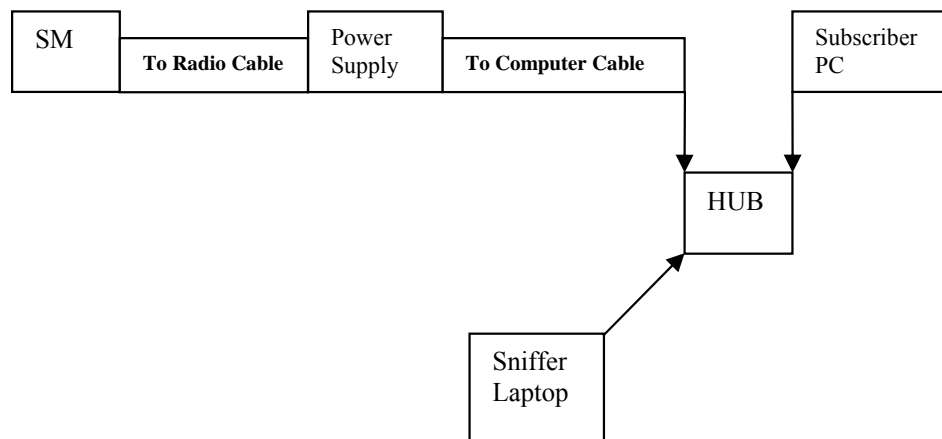 SM
To Radio Cable
Power
Supply
To Computer Cable
Subscriber
PC
HUB
Sniffer
Laptop